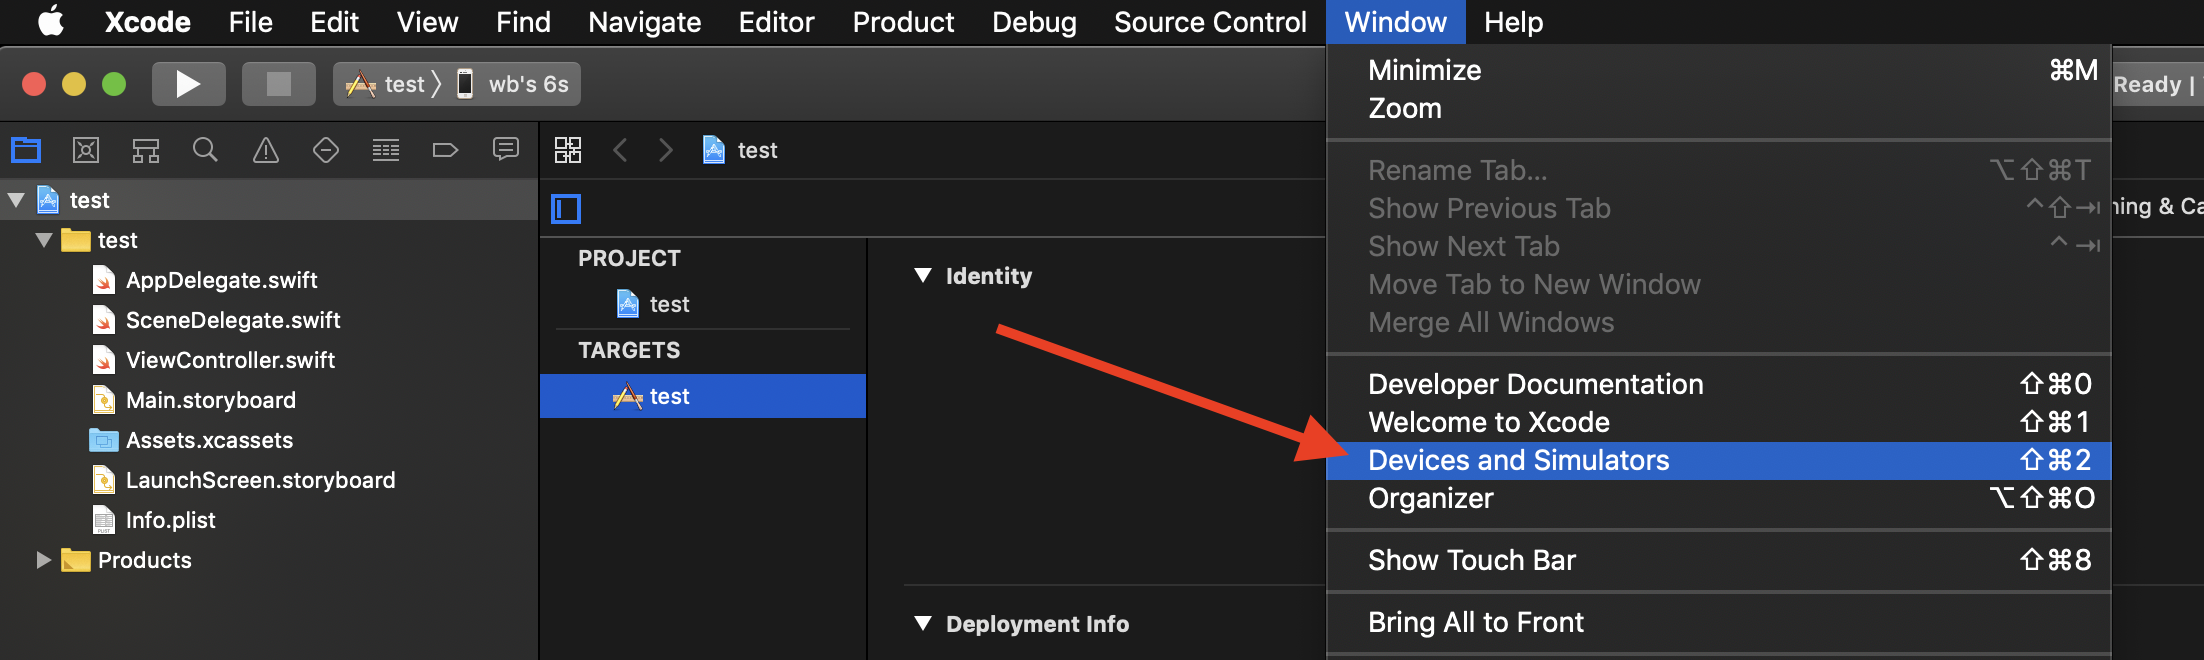 Xcode File Edit View Find Navigate Editor Product Debug Source Control Window Help
test wb's 6s
Ready |
test
test
test
AppDelegate.swift
SceneDelegate.swift
ViewController.swift
Main.storyboard
Assets.xcassets
LaunchScreen.storyboard
Info.plist
Products
PROJECT
test
TARGETS
test
Identity
Deployment Info
Minimize ⌘M
Zoom
Rename Tab... ⌥⇧⌘T
Show Previous Tab ⌃⇧⇥
Show Next Tab ⌃⇥
Move Tab to New Window
Merge All Windows
Developer Documentation ⇧⌘0
Welcome to Xcode ⇧⌘1
Devices and Simulators ⇧⌘2
Organizer ⌥⇧⌘O
Show Touch Bar ⇧⌘8
Bring All to Front